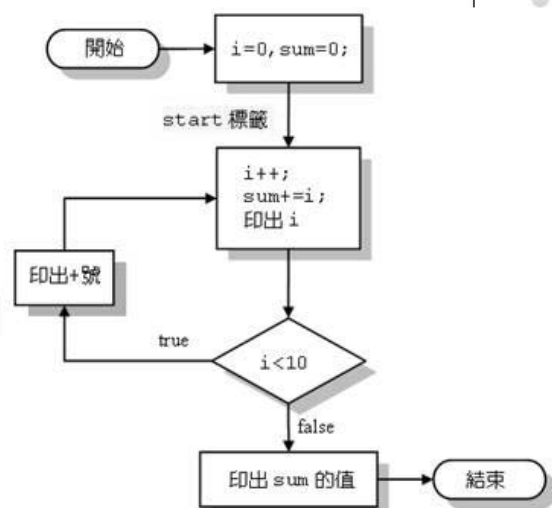 開始
i=0,sum=0;
start 標籤
i++;
sum+=i;
印出 i
印出+號
true
i<10
false
印出 sum 的值
結束